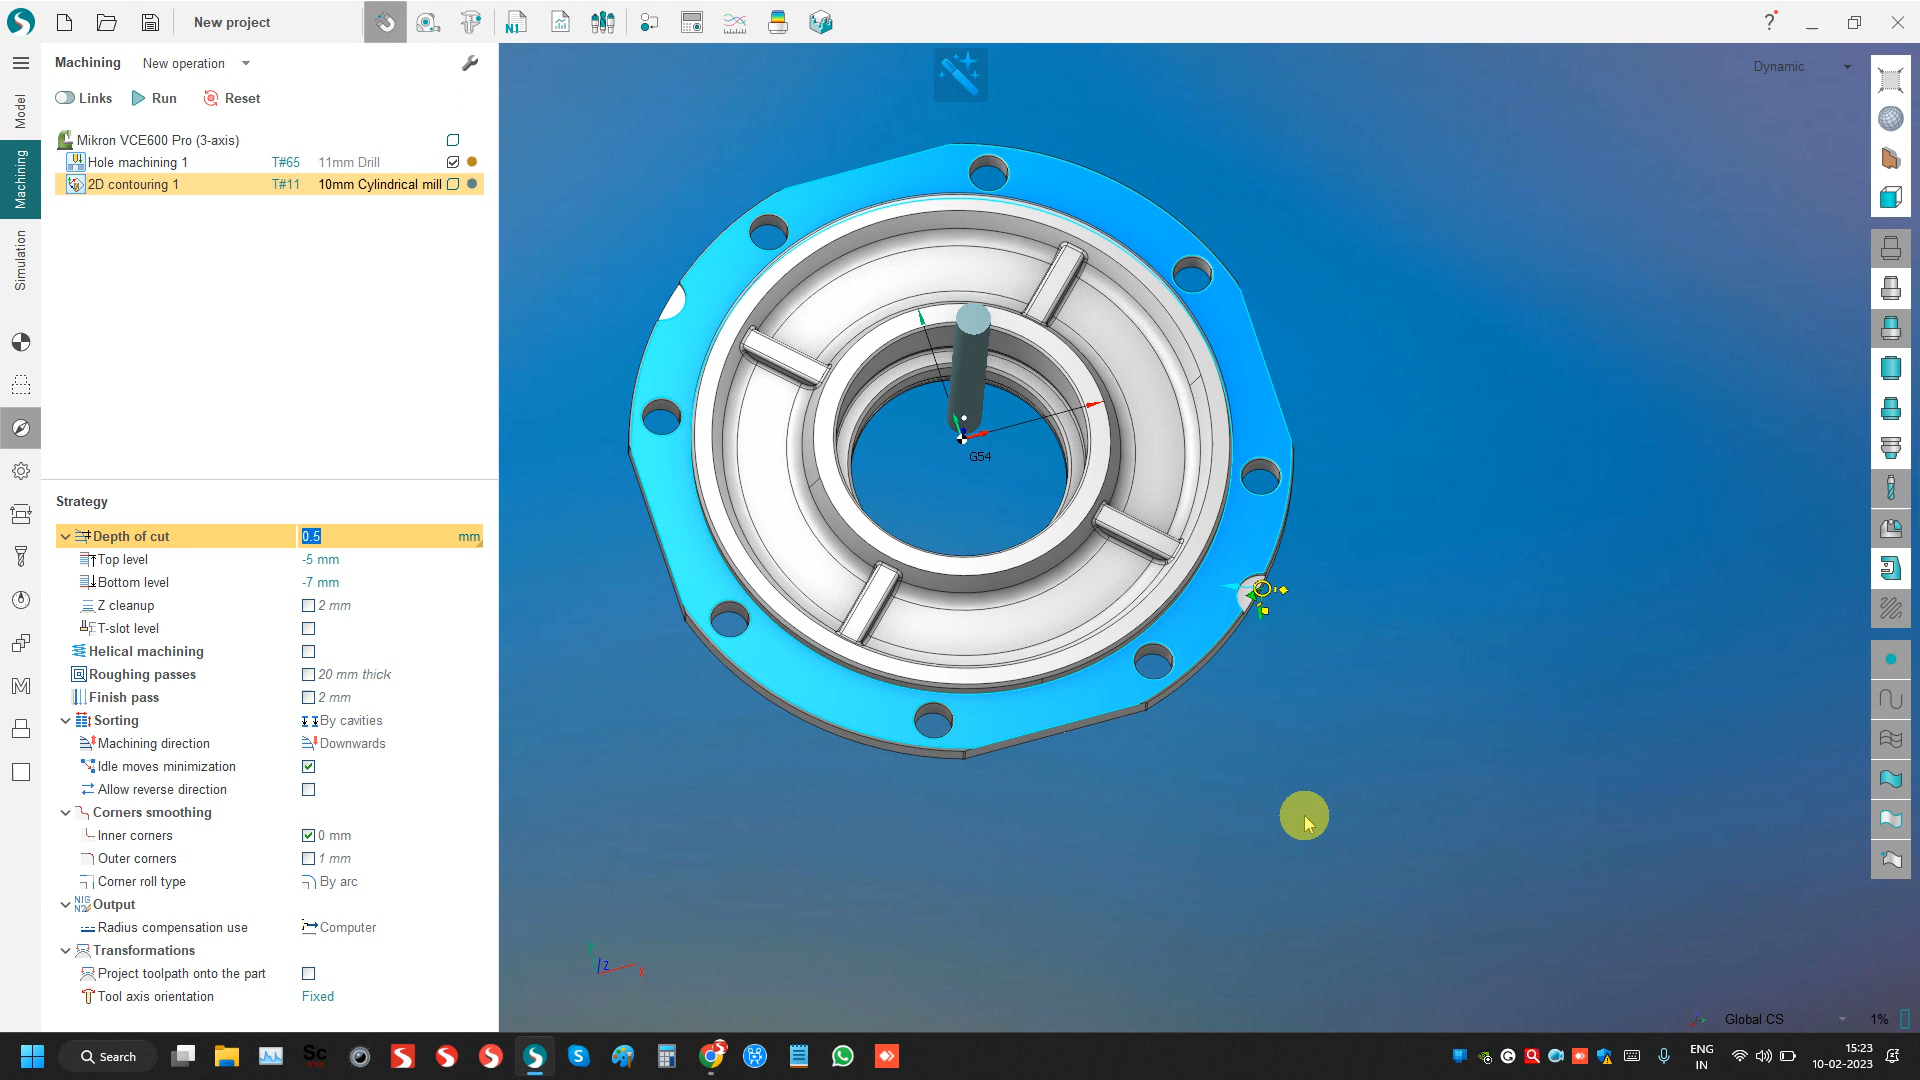 New project
Machining
New operation
Links
Run
Reset
Dynamic
Model
Machining
Simulation
Mikron VCE600 Pro (3-axis)
Hole machining 1 T#65 11mm Drill
2D contouring 1 T#11 10mm Cylindrical mill
G54
Strategy
Depth of cut 0.5 mm
Top level -5 mm
Bottom level -7 mm
Z cleanup 2 mm
T-slot level
Helical machining
Roughing passes 20 mm thick
Finish pass 2 mm
Sorting By cavities
Machining direction Downwards
Idle moves minimization
Allow reverse direction
Corners smoothing
Inner corners 0 mm
Outer corners 1 mm
Corner roll type By arc
Output
Radius compensation use Computer
Transformations
Project toolpath onto the part
Tool axis orientation Fixed
Y
Z
X
Global CS 1%
Search
Sc
ENG
IN
15:23
10-02-2023